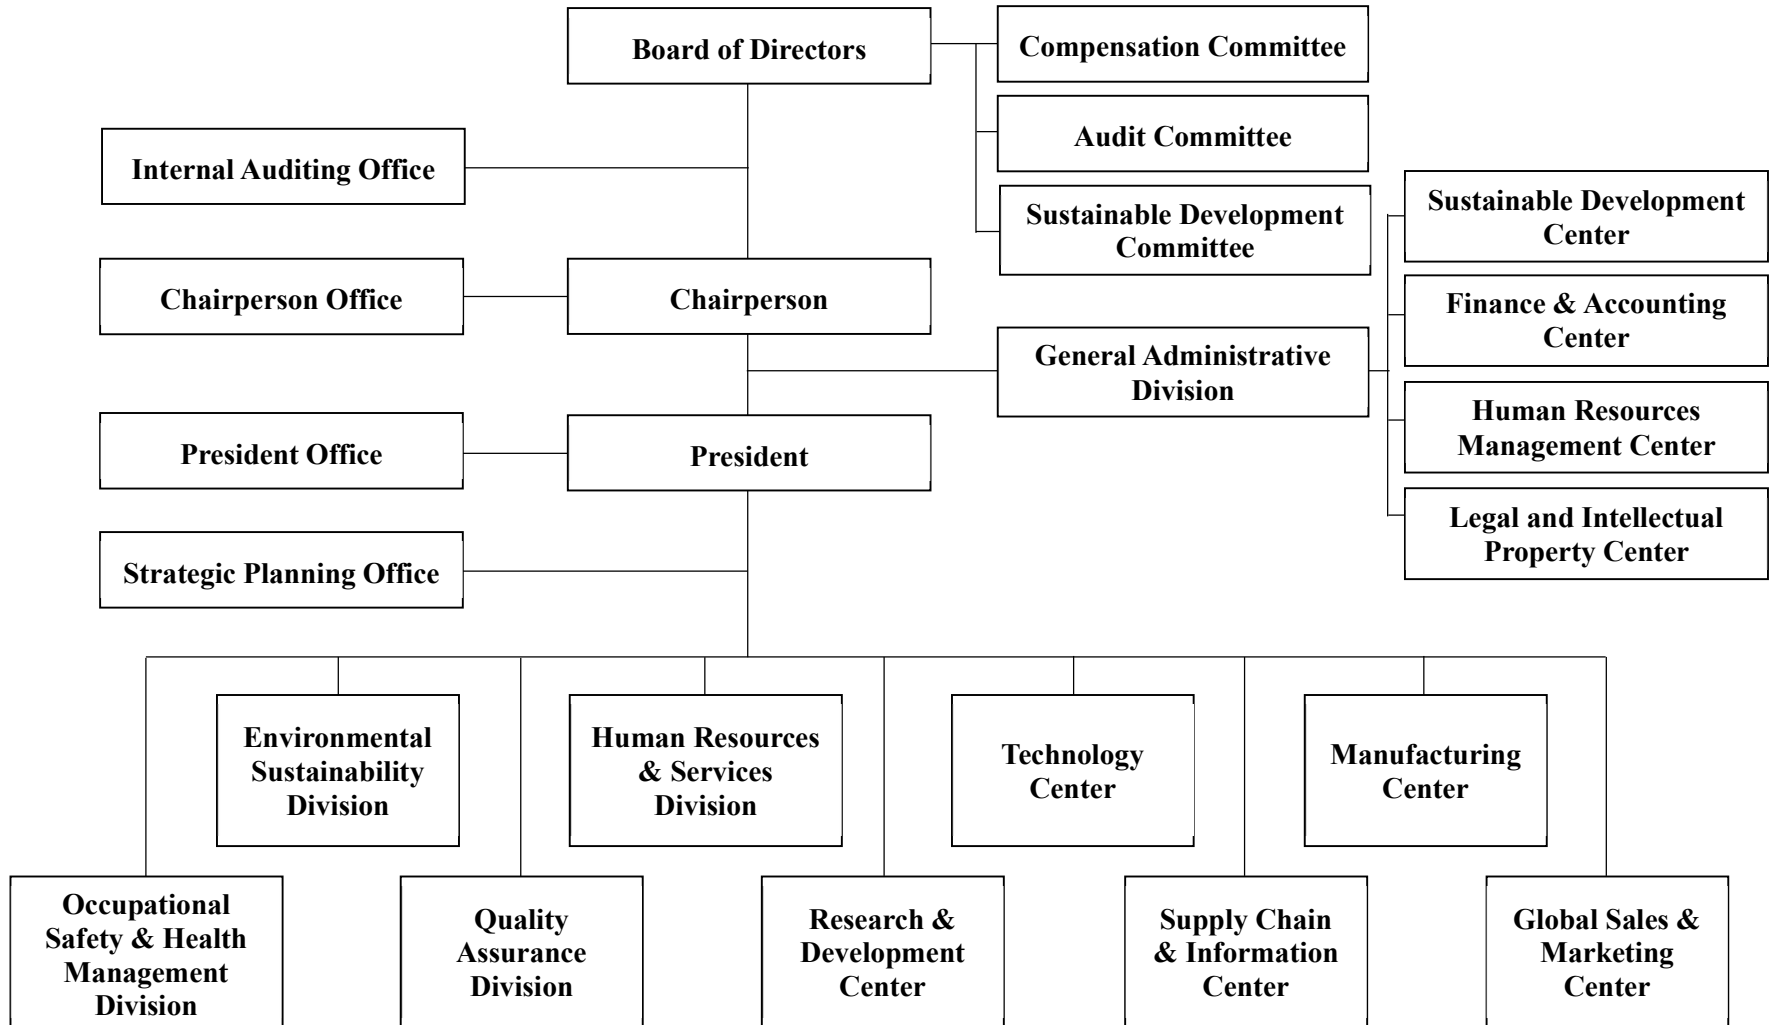 Board of Directors
Compensation Committee
Audit Committee
Internal Auditing Office
Sustainable Development
Committee
Sustainable Development
Center
Chairperson Office
Chairperson
Finance & Accounting
Center
General Administrative
Division
Human Resources
Management Center
President Office
President
Legal and Intellectual
Property Center
Strategic Planning Office
Environmental
Sustainability
Division
Human Resources
& Services
Division
Technology
Center
Manufacturing
Center
Occupational
Safety & Health
Management
Division
Quality
Assurance
Division
Research &
Development
Center
Supply Chain
& Information
Center
Global Sales &
Marketing
Center